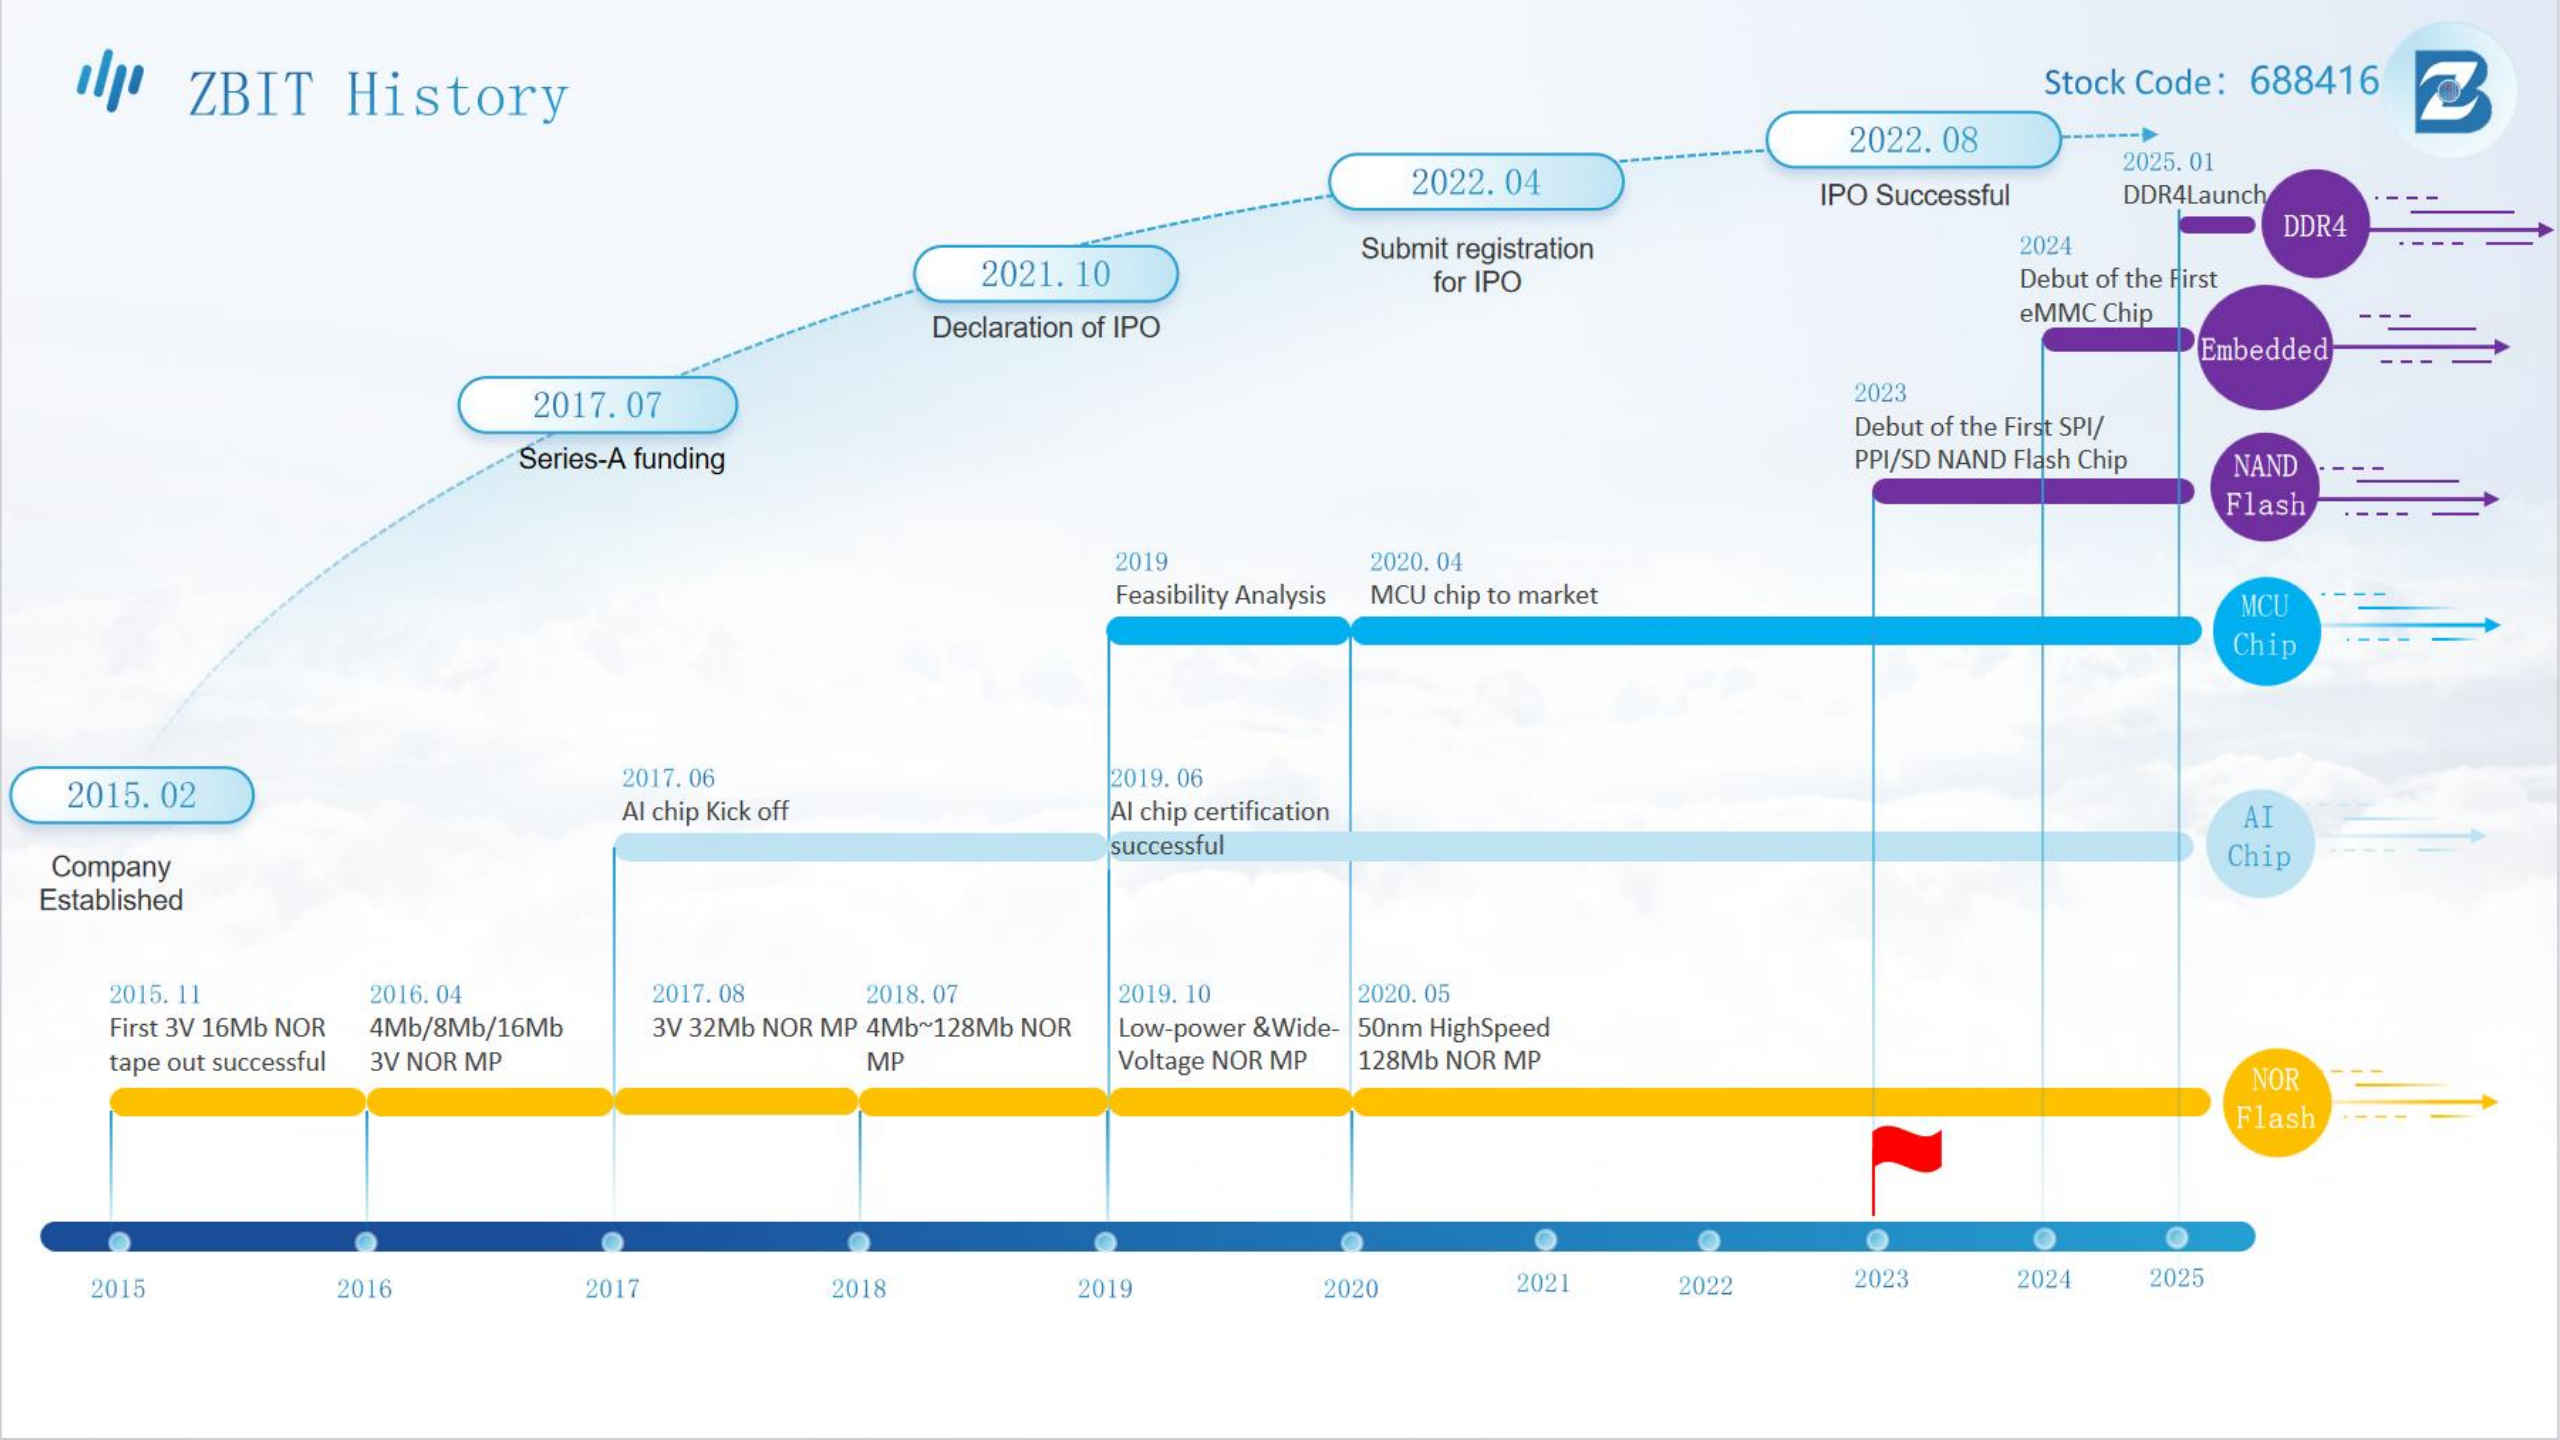 ZBIT History
Stock Code: 688416
2022.08
IPO Successful
2022.04
Submit registration
for IPO
2021.10
Declaration of IPO
2017.07
Series-A funding
2015.02
Company
Established
2025.01
DDR4Launch
DDR4
2024
Debut of the First
eMMC Chip
Embedded
2023
Debut of the First SPI/
PPI/SD NAND Flash Chip
NAND
Flash
2019
Feasibility Analysis
2020.04
MCU chip to market
MCU
Chip
2017.06
AI chip Kick off
2019.06
AI chip certification
successful
AI
Chip
2015.11
First 3V 16Mb NOR
tape out successful
2016.04
4Mb/8Mb/16Mb
3V NOR MP
2017.08
3V 32Mb NOR MP
2018.07
4Mb~128Mb NOR
MP
2019.10
Low-power &Wide-
Voltage NOR MP
2020.05
50nm HighSpeed
128Mb NOR MP
NOR
Flash
2015
2016
2017
2018
2019
2020
2021
2022
2023
2024
2025